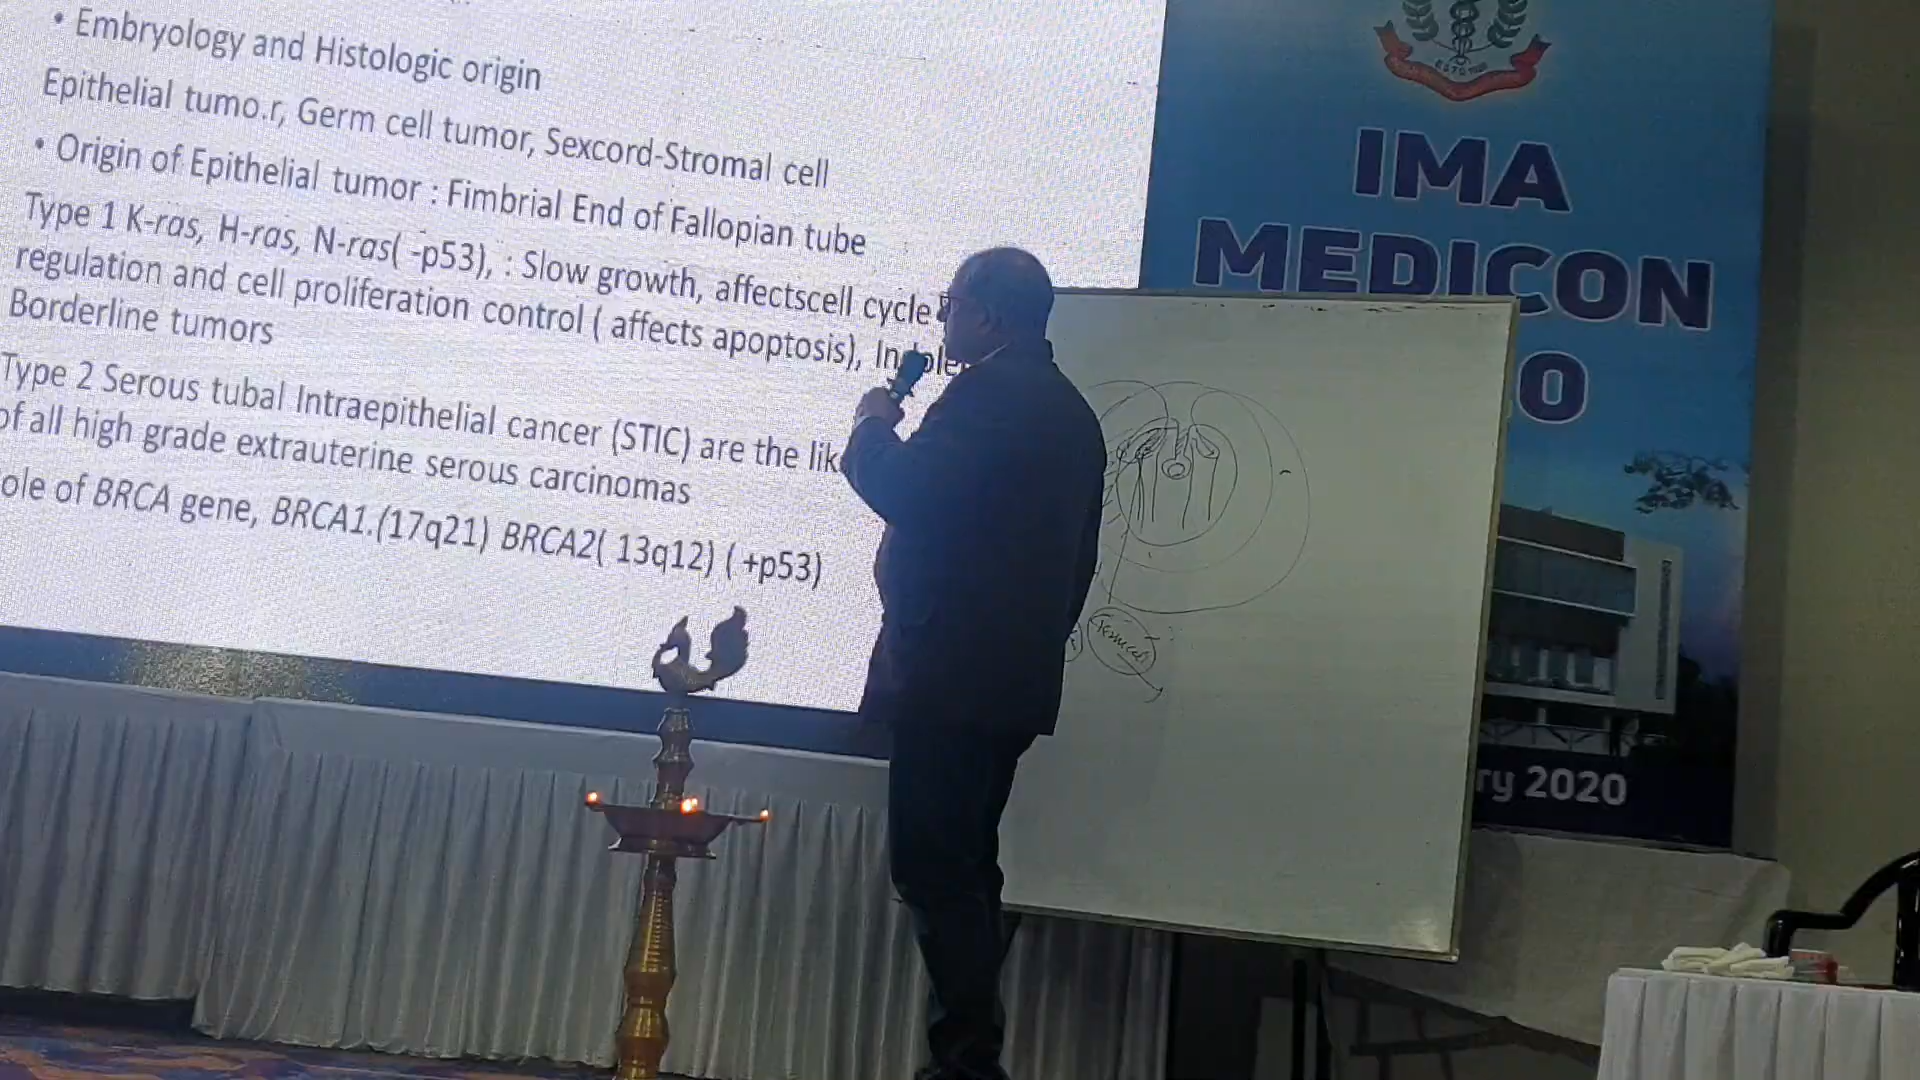 • Embryology and Histologic origin
Epithelial tumo.r, Germ cell tumor, Sexcord-Stromal cell
• Origin of Epithelial tumor : Fimbrial End of Fallopian tube
Type 1 K-ras, H-ras, N-ras( -p53), : Slow growth, affectscell cycle
regulation and cell proliferation control ( affects apoptosis),
Borderline tumors
Type 2 Serous tubal Intraepithelial cancer (STIC) are the
of all high grade extrauterine serous carcinomas
of BRCA gene, BRCA1.(17q21) BRCA2( 13q12) ( +p53)
IMA
MEDICON
2020